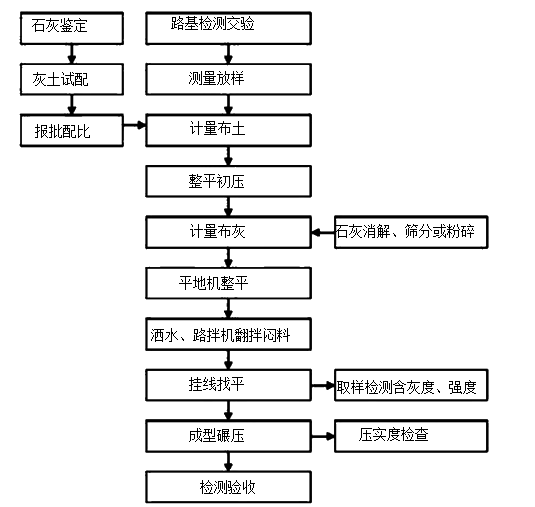 石灰鉴定
路基检测交验
灰土试配
测量放样
报批配比
计量布土
整平初压
计量布灰
石灰消解、筛分或粉碎
平地机整平
洒水、路拌机翻拌闷料
挂线找平
取样检测含灰度、强度
成型碾压
压实度检查
检测验收